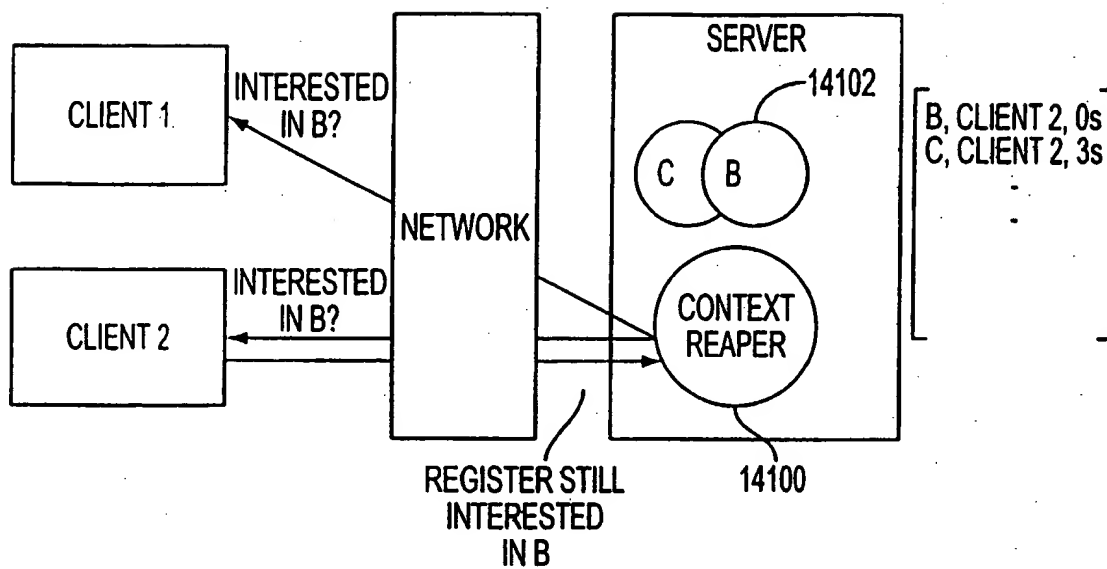 SERVER
14102
CLIENT 1
INTERESTED
IN B?
B, CLIENT 2, 0s
C, CLIENT 2, 3s
C
B
NETWORK
CLIENT 2
INTERESTED
IN B?
CONTEXT
REAPER
REGISTER STILL
INTERESTED
IN B
14100